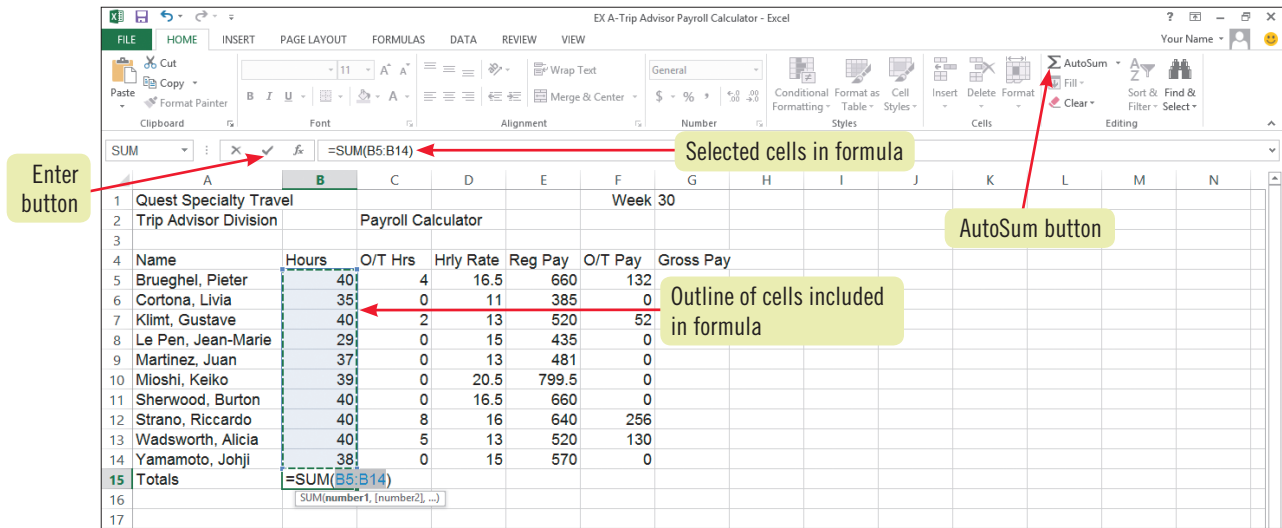 EX A-Trip Advisor Payroll Calculator - Excel
?
FILE HOME INSERT PAGE LAYOUT FORMULAS DATA REVIEW VIEW Your Name
Paste
Cut
Copy
Format Painter
11 A A
B I U A
Wrap Text
Merge & Center
General
$ % , .00 .0
Conditional Formatting
Format as Table
Cell Styles
Insert Delete Format
AutoSum
Fill
Clear
Sort & Filter
Find & Select
Clipboard Font Alignment Number Styles Cells Editing
SUM fx =SUM(B5:B14)
Selected cells in formula
Enter button
AutoSum button
Outline of cells included in formula
A B C D E F G H I J K L M N
1 Quest Specialty Travel Week 30
2 Trip Advisor Division Payroll Calculator
3
4 Name Hours O/T Hrs Hrly Rate Reg Pay O/T Pay Gross Pay
5 Brueghel, Pieter 40 4 16.5 660 132
6 Cortona, Livia 35 0 11 385 0
7 Klimt, Gustave 40 2 13 520 52
8 Le Pen, Jean-Marie 29 0 15 435 0
9 Martinez, Juan 37 0 13 481 0
10 Mioshi, Keiko 39 0 20.5 799.5 0
11 Sherwood, Burton 40 0 16.5 660 0
12 Strano, Riccardo 40 8 16 640 256
13 Wadsworth, Alicia 40 5 13 520 130
14 Yamamoto, Johji 38 0 15 570 0
15 Totals =SUM(B5:B14)
16 SUM(number1, [number2], ...)
17